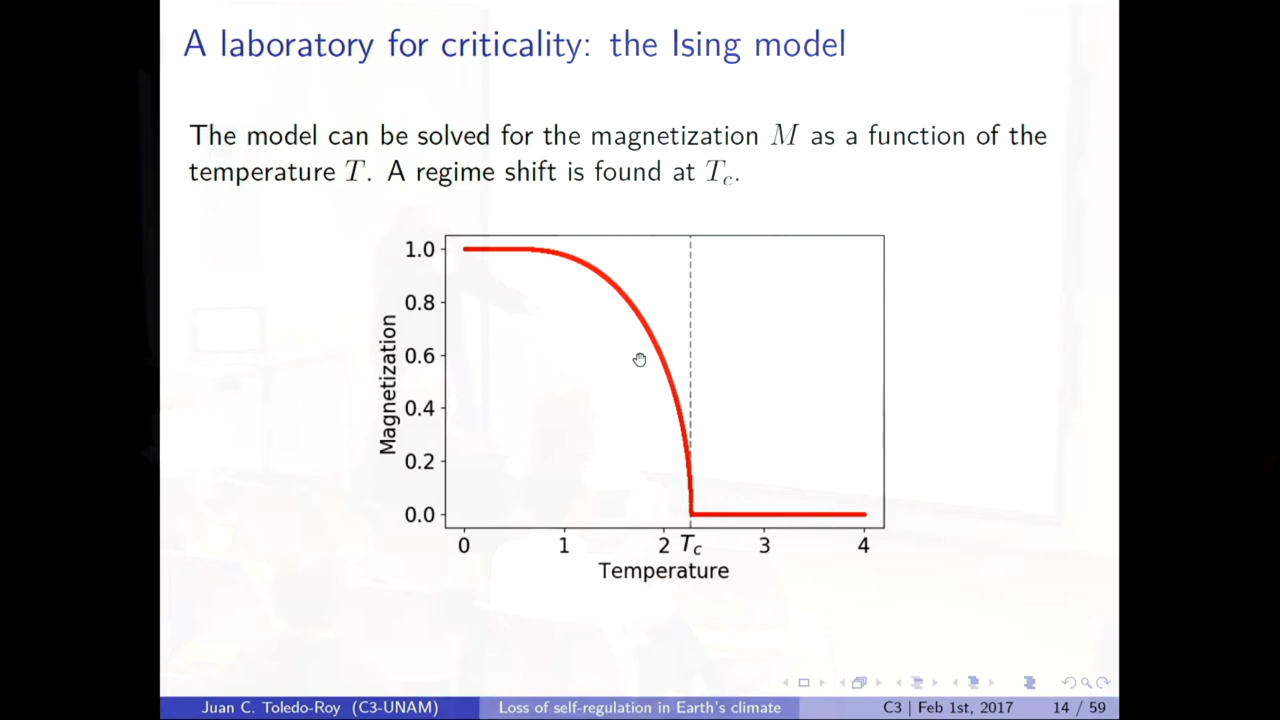 A laboratory for criticality: the Ising model
The model can be solved for the magnetization M as a function of the
temperature T. A regime shift is found at Tc.
1.0
0.8
0.6
0.4
0.2
0.0
Magnetization
0 1 2 Tc 3 4
Temperature
Juan C. Toledo-Roy (C3-UNAM) Loss of self-regulation in Earth's climate C3 | Feb 1st, 2017 14 / 59